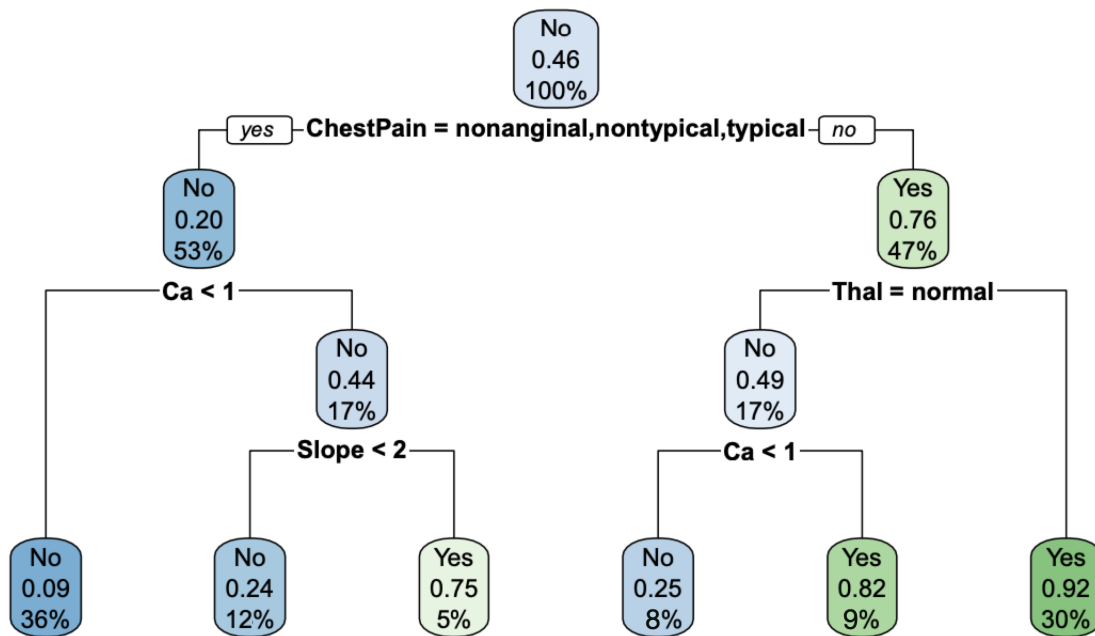 No
0.46
100%
yes ChestPain = nonanginal,nontypical,typical no
No
0.20
53%
Yes
0.76
47%
Ca < 1
Thal = normal
No
0.44
17%
No
0.49
17%
Slope < 2
Ca < 1
No
0.09
36%
No
0.24
12%
Yes
0.75
5%
No
0.25
8%
Yes
0.82
9%
Yes
0.92
30%